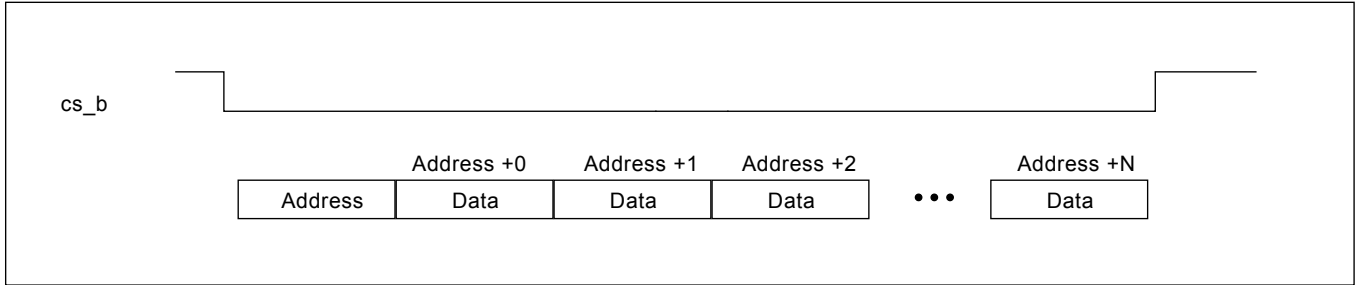 cs_b
Address +0 Address +1 Address +2 Address +N
Address Data Data Data ••• Data